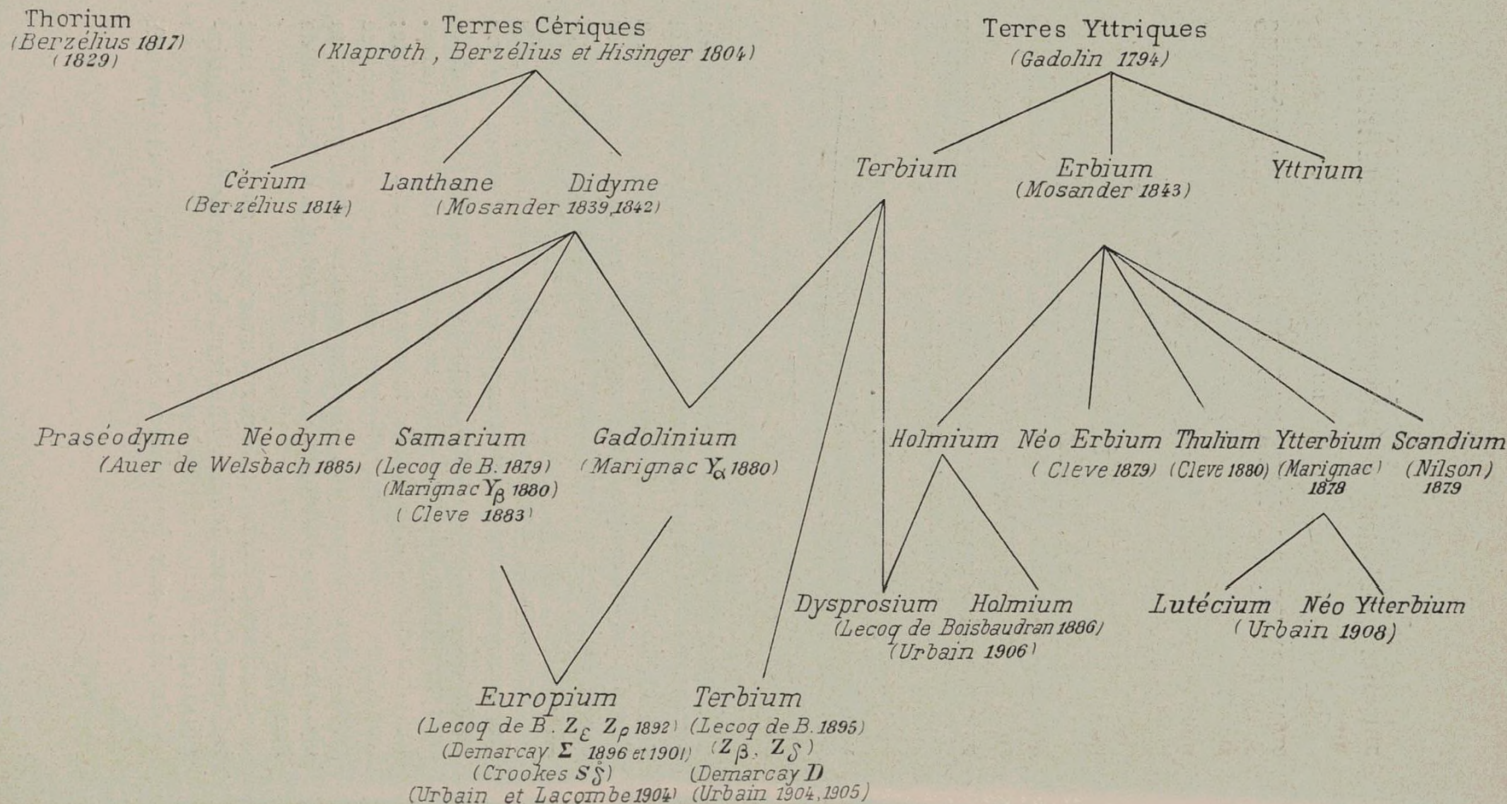 Thorium
(Berzélius 1817)
(1829)
Terres Cériques
(Klaproth, Berzélius et Hisinger 1804)
Terres Yttriques
(Gadolin 1794)
Cérium
(Berzélius 1814)
Lanthane Didyme
(Mosander 1839,1842)
Terbium
Erbium
(Mosander 1843)
Yttrium
Praséodyme Néodyme
(Auer de Welsbach 1885)
Samarium
(Lecoq de B. 1879)
(Marignac Yβ 1880)
(Cleve 1883)
Gadolinium
(Marignac Yα 1880)
Holmium
Néo Erbium
(Cleve 1879)
Thulium
(Cleve 1880)
Ytterbium
(Marignac)
1878
Scandium
(Nilson)
1879
Dysprosium Holmium
(Lecoq de Boisbaudran 1886)
(Urbain 1906)
Lutécium Néo Ytterbium
(Urbain 1908)
Europium
(Lecoq de B. Zε Zρ 1892)
(Demarcay Σ 1896 et 1901)
(Crookes Sδ)
(Urbain et Lacombe 1904)
Terbium
(Lecoq de B. 1895)
(Zβ, Zδ)
(Demarcay D
(Urbain 1904,1905)